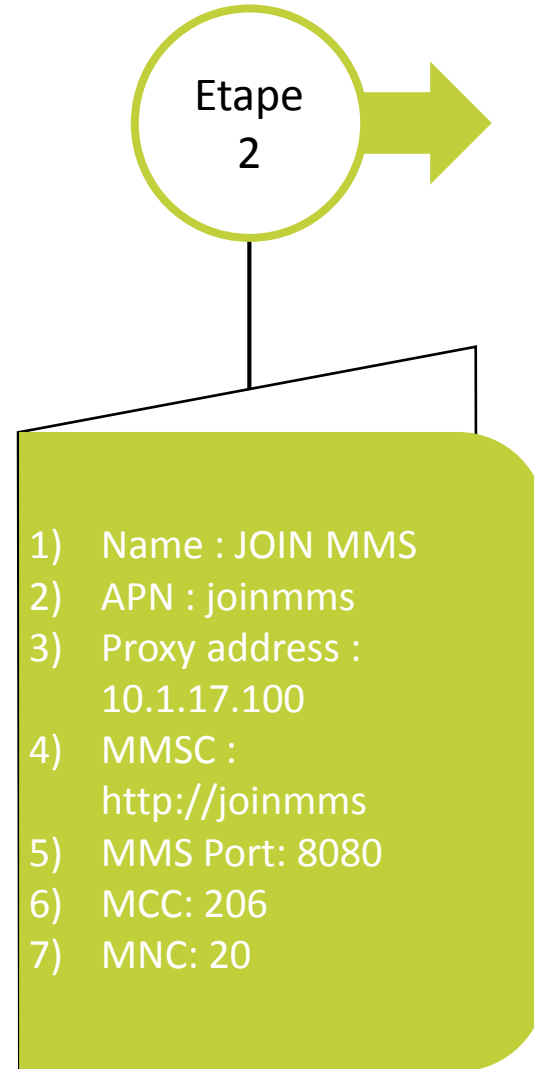 Etape
2
1) Name : JOIN MMS
2) APN : joinmms
3) Proxy address :
10.1.17.100
4) MMSC :
http://joinmms
5) MMS Port: 8080
6) MCC: 206
7) MNC: 20